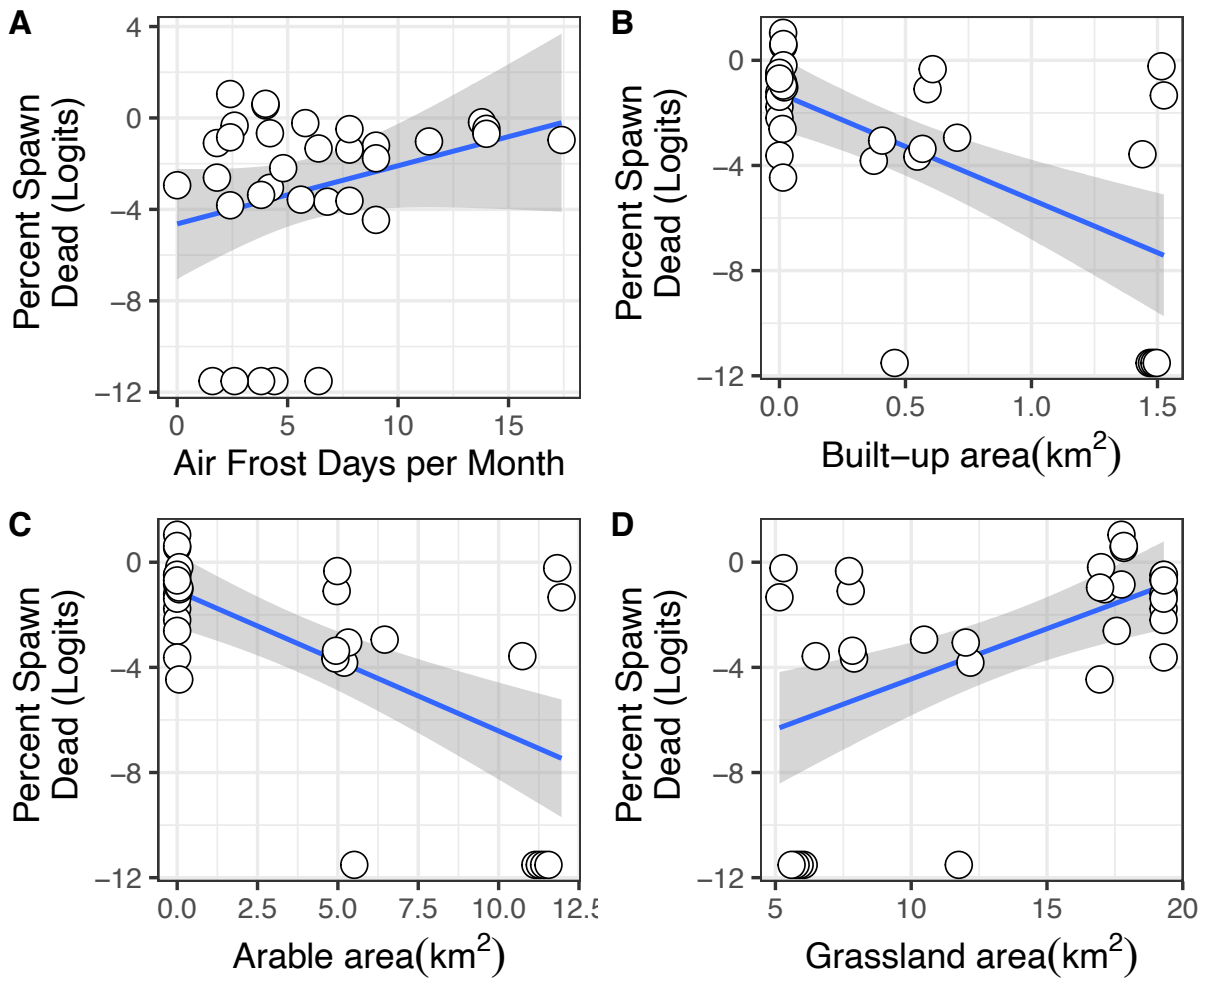 A
Percent Spawn
Dead (Logits)
4
0
−4
−8
−12
0 5 10 15
Air Frost Days per Month
B
Percent Spawn
Dead (Logits)
0
−4
−8
−12
0.0 0.5 1.0 1.5
Built−up area(km²)
C
Percent Spawn
Dead (Logits)
0
−4
−8
−12
0.0 2.5 5.0 7.5 10.0 12.5
Arable area(km²)
D
Percent Spawn
Dead (Logits)
0
−4
−8
−12
5 10 15 20
Grassland area(km²)